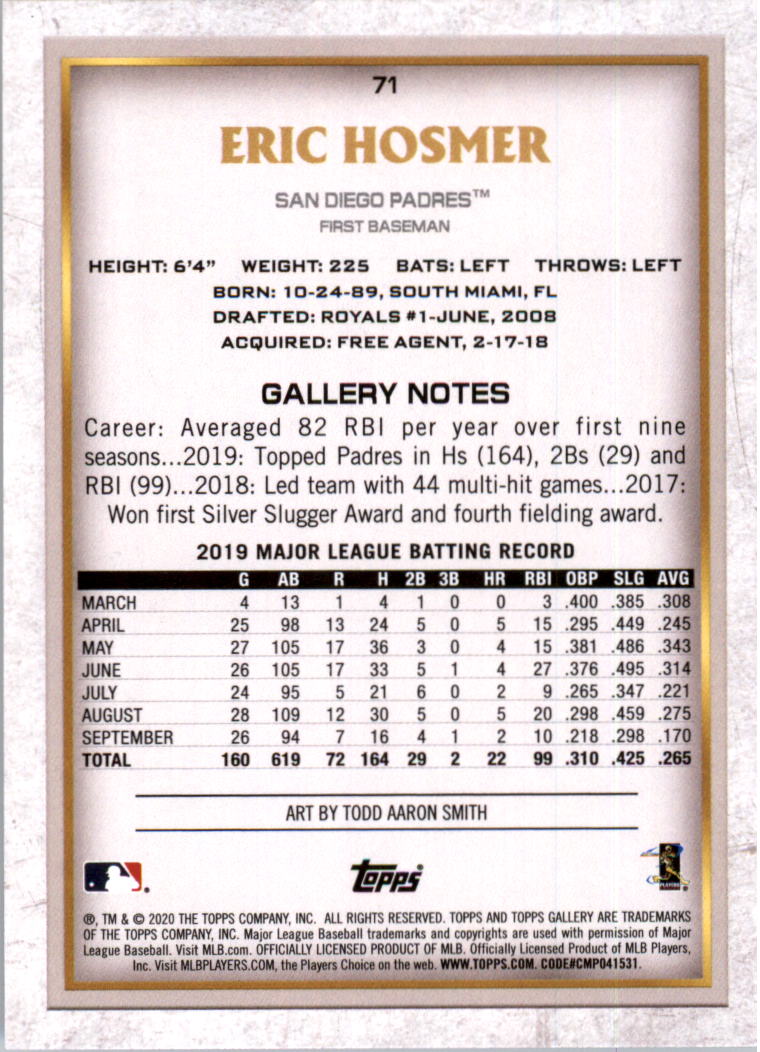 71
ERIC HOSMER
SAN DIEGO PADRES™
FIRST BASEMAN
HEIGHT: 6'4" WEIGHT: 225 BATS: LEFT THROWS: LEFT
BORN: 10-24-89, SOUTH MIAMI, FL
DRAFTED: ROYALS #1-JUNE, 2008
ACQUIRED: FREE AGENT, 2-17-18
GALLERY NOTES
Career: Averaged 82 RBI per year over first nine
seasons...2019: Topped Padres in Hs (164), 2Bs (29) and
RBI (99)...2018: Led team with 44 multi-hit games...2017:
Won first Silver Slugger Award and fourth fielding award.
2019 MAJOR LEAGUE BATTING RECORD
G AB R H 2B 3B HR RBI OBP SLG AVG
MARCH 4 13 1 4 1 0 0 3 .400 .385 .308
APRIL 25 98 13 24 5 0 5 15 .295 .449 .245
MAY 27 105 17 36 3 0 4 15 .381 .486 .343
JUNE 26 105 17 33 5 1 4 27 .376 .495 .314
JULY 24 95 5 21 6 0 2 9 .265 .347 .221
AUGUST 28 109 12 30 5 0 5 20 .298 .459 .275
SEPTEMBER 26 94 7 16 4 1 2 10 .218 .298 .170
TOTAL 160 619 72 164 29 2 22 99 .310 .425 .265
ART BY TODD AARON SMITH
Topps®
PLAYERS
®, TM & © 2020 THE TOPPS COMPANY, INC. ALL RIGHTS RESERVED. TOPPS AND TOPPS GALLERY ARE TRADEMARKS
OF THE TOPPS COMPANY, INC. Major League Baseball trademarks and copyrights are used with permission of Major
League Baseball. Visit MLB.com. OFFICIALLY LICENSED PRODUCT OF MLB. Officially Licensed Product of MLB Players,
Inc. Visit MLBPLAYERS.COM, the Players Choice on the web. WWW.TOPPS.COM. CODE#CMP041531.